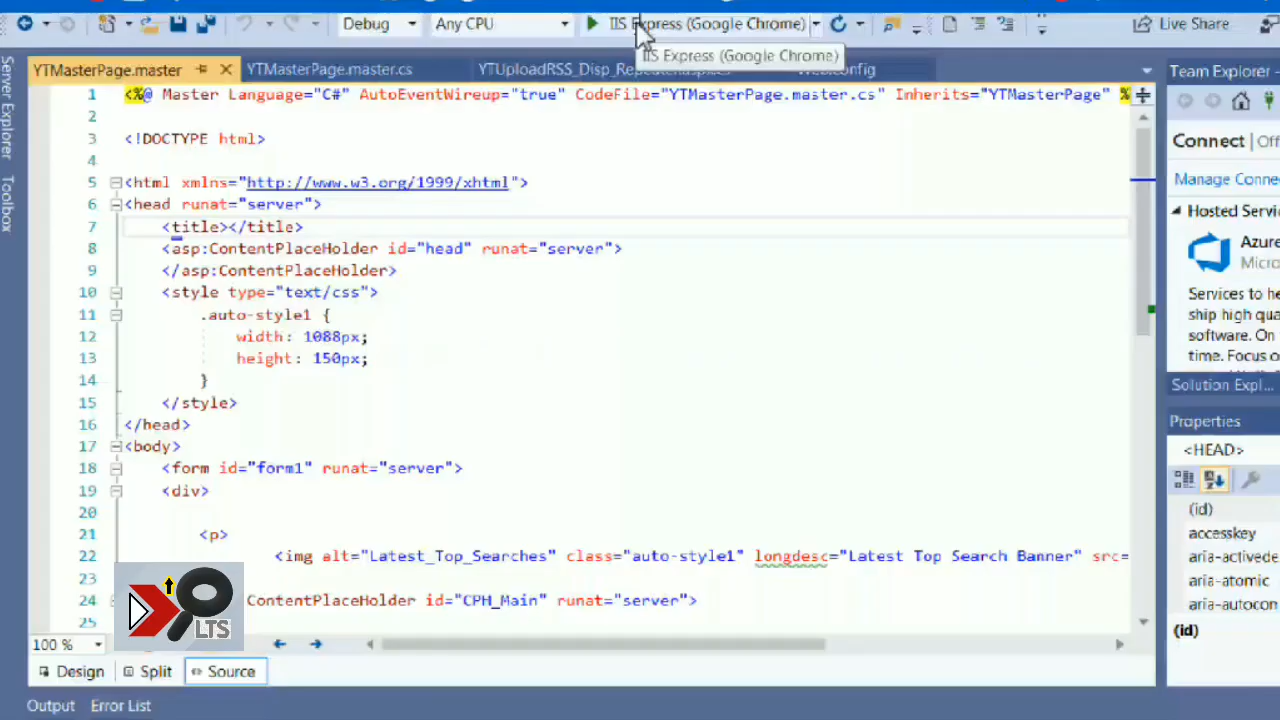 Debug Any CPU IIS Express (Google Chrome) Live Share
IIS Express (Google Chrome)
YTMasterPage.master YTMasterPage.master.cs
Server Explorer
Toolbox
1 <%@ Master Language="C#" AutoEventWireup="true" CodeFile="YTMasterPage.master.cs" Inherits="YTMasterPage" %
2
3 <!DOCTYPE html>
4
5 <html xmlns="http://www.w3.org/1999/xhtml">
6 <head runat="server">
7 <title></title>
8 <asp:ContentPlaceHolder id="head" runat="server">
9 </asp:ContentPlaceHolder>
10 <style type="text/css">
11 .auto-style1 {
12 width: 1088px;
13 height: 150px;
14 }
15 </style>
16 </head>
17 <body>
18 <form id="form1" runat="server">
19 <div>
20
21 <p>
22 <img alt="Latest_Top_Searches" class="auto-style1" longdesc="Latest Top Search Banner" src=
23
24 ContentPlaceHolder id="CPH_Main" runat="server">
25
LTS
100 %
Design Split Source
Output Error List
Team Explorer
Connect Off
Manage Conne
Hosted Servi
Azure
Micro
Services to he
ship high qua
software. On
time. Focus o
Solution Expl...
Properties
<HEAD>
(id)
accesskey
aria-activede
aria-atomic
aria-autocon
(id)